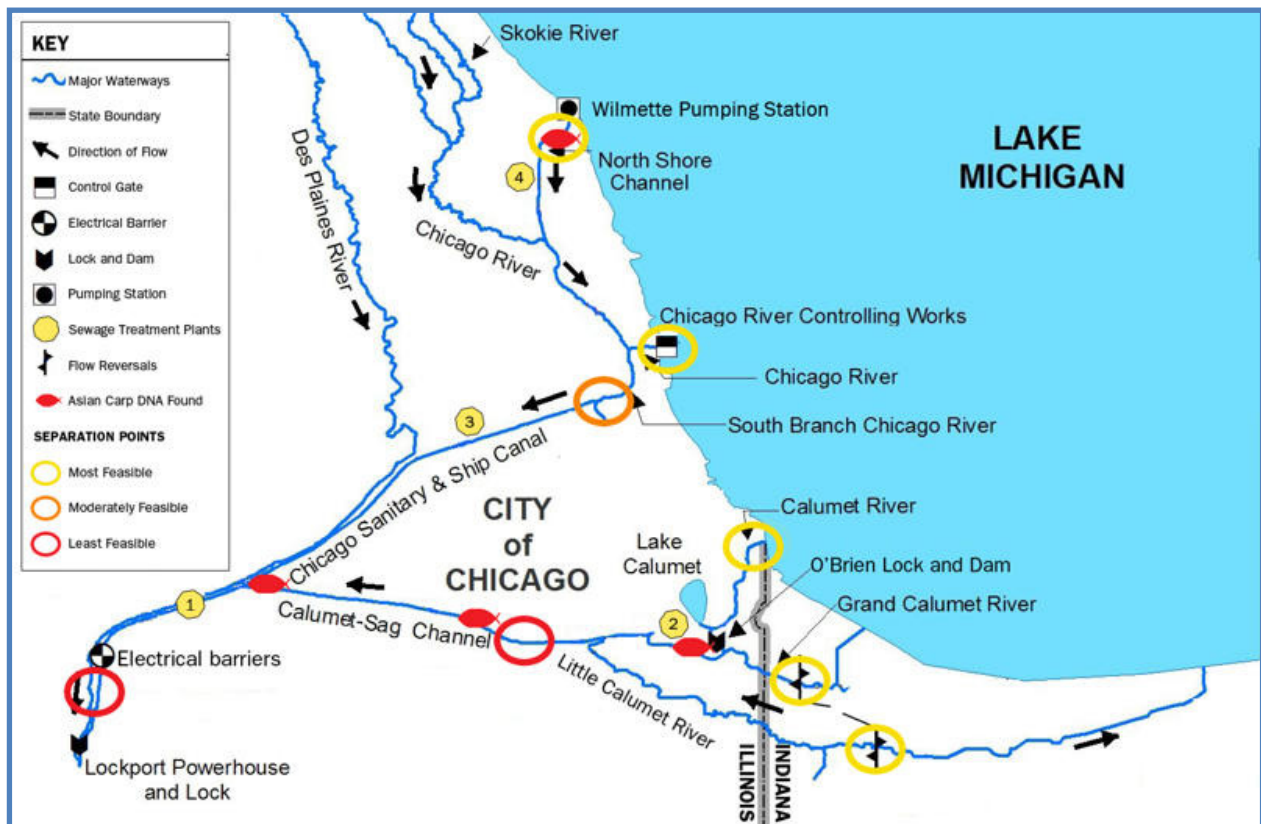 KEY
Major Waterways
State Boundary
Direction of Flow
Control Gate
Electrical Barrier
Lock and Dam
Pumping Station
Sewage Treatment Plants
Flow Reversals
Asian Carp DNA Found
SEPARATION POINTS
Most Feasible
Moderately Feasible
Least Feasible
Skokie River
Wilmette Pumping Station
North Shore
Channel
4
LAKE
MICHIGAN
Des Plaines River
Chicago River
Chicago River Controlling Works
Chicago River
South Branch Chicago River
3
Chicago Sanitary & Ship Canal
CITY
of
CHICAGO
Calumet River
Lake
Calumet
O'Brien Lock and Dam
Grand Calumet River
1
2
Calumet-Sag Channel
Little Calumet River
Electrical barriers
Lockport Powerhouse
and Lock
ILLINOIS
INDIANA